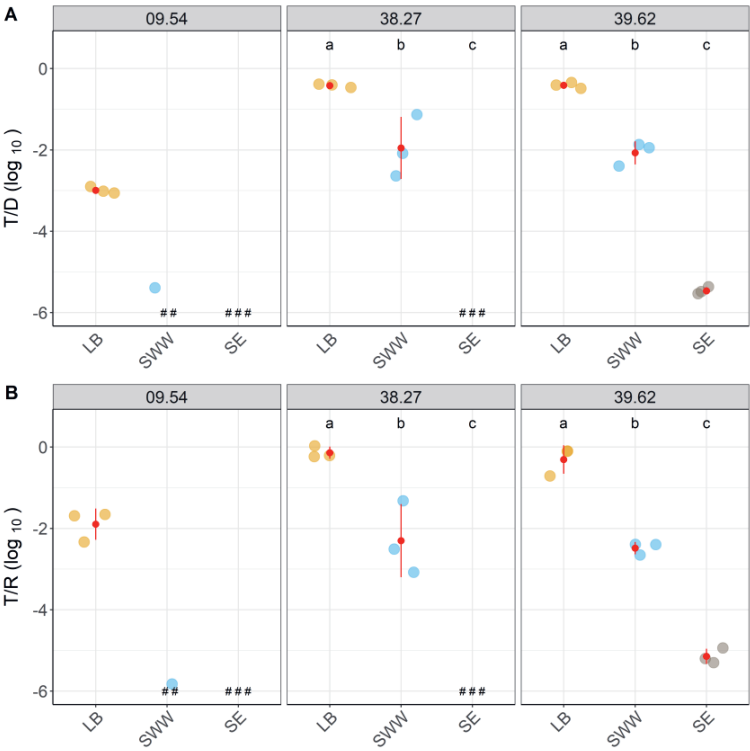 A
09.54 38.27 39.62
a b c a b c
0
-2
-4
-6
T/D (log 10)
## ### ###
LB SWW SE LB SWW SE LB SWW SE
B
09.54 38.27 39.62
a b c a b c
0
-2
-4
-6
T/R (log 10)
## ### ###
LB SWW SE LB SWW SE LB SWW SE